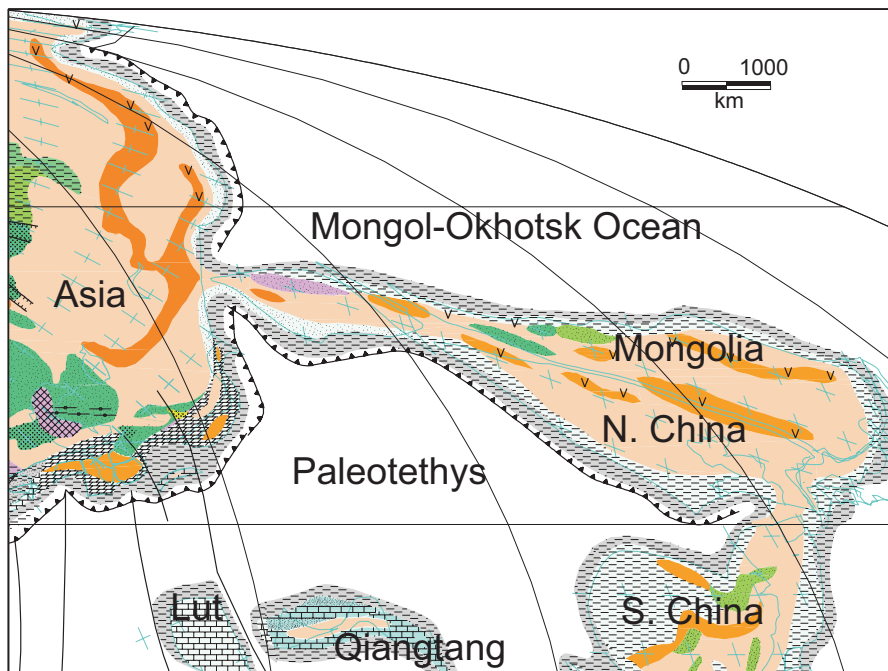 0 1000
km
Mongol-Okhotsk Ocean
Asia
Mongolia
N. China
Paleotethys
Lut
Qiangtang
S. China